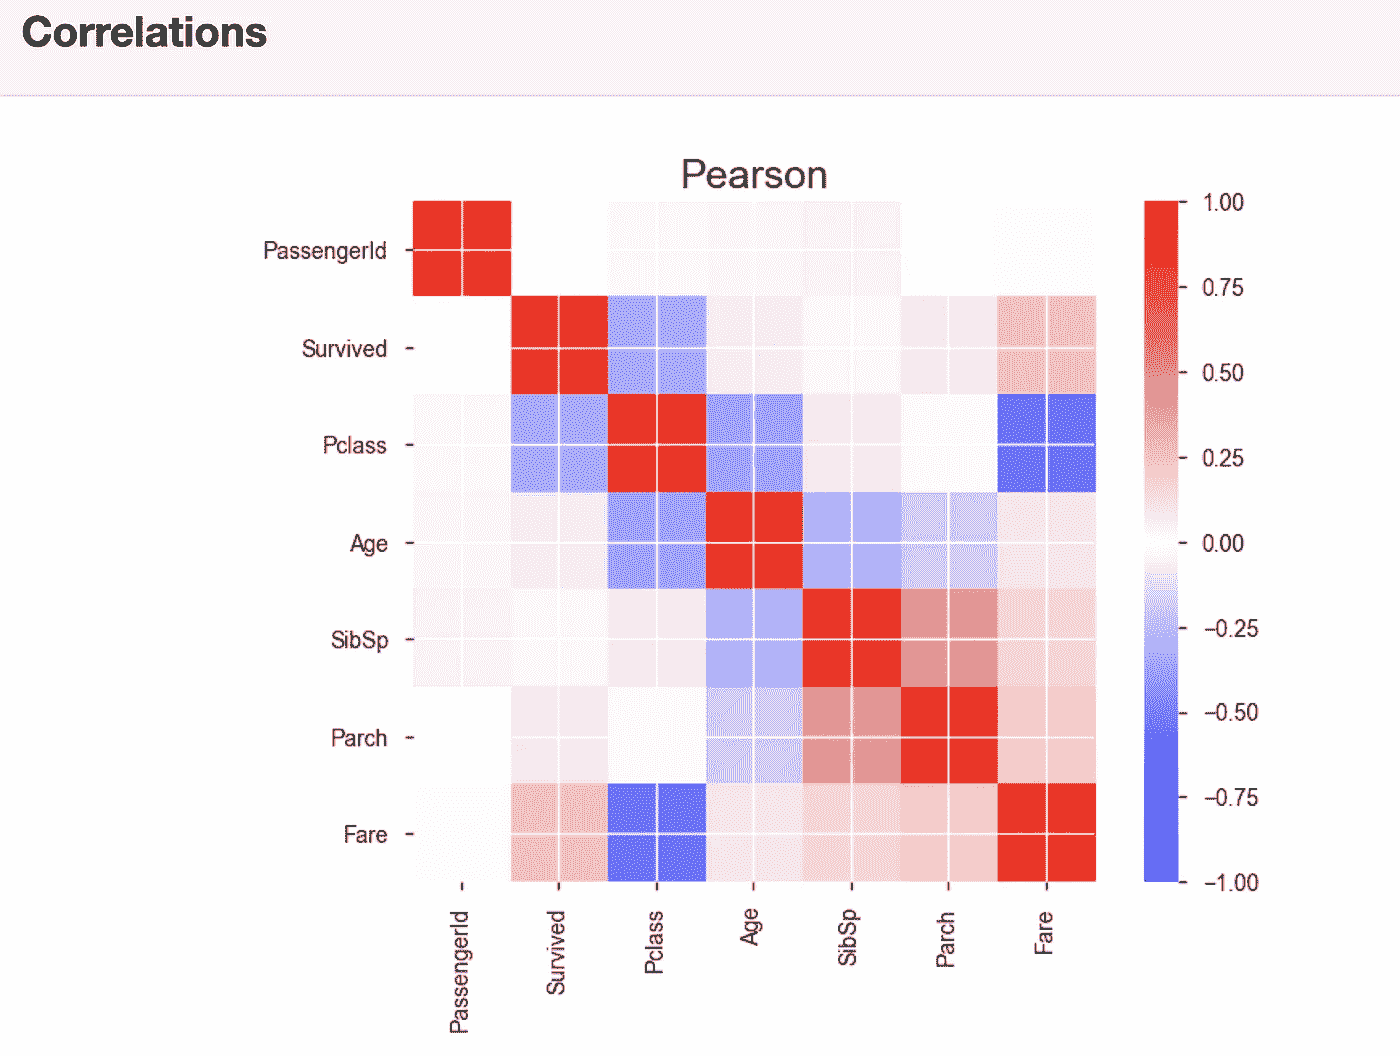 Correlations
Pearson
PassengerId
Survived
Pclass
Age
SibSp
Parch
Fare
PassengerId
Survived
Pclass
Age
SibSp
Parch
Fare
1.00
0.75
0.50
0.25
0.00
−0.25
−0.50
−0.75
−1.00